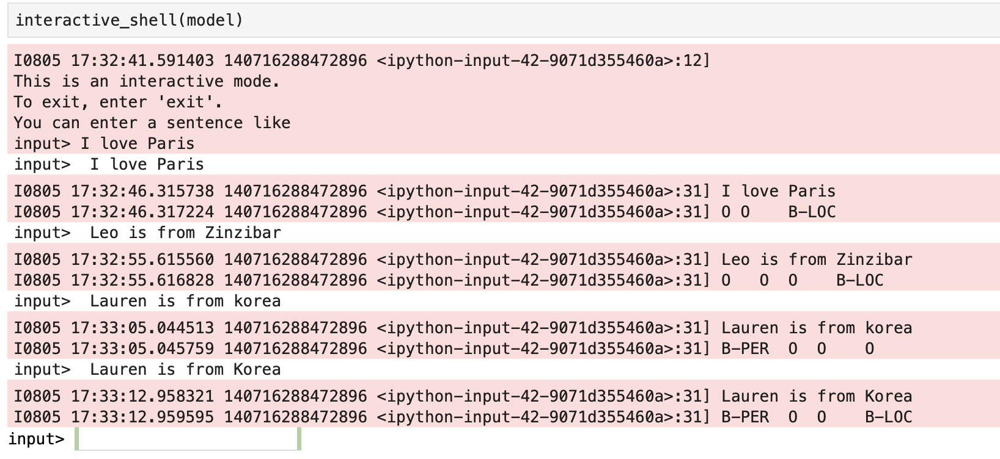 interactive_shell(model)
I0805 17:32:41.591403 140716288472896 <ipython-input-42-9071d355460a>:12]
This is an interactive mode.
To exit, enter 'exit'.
You can enter a sentence like
input> I love Paris
input>  I love Paris
I0805 17:32:46.315738 140716288472896 <ipython-input-42-9071d355460a>:31] I love Paris
I0805 17:32:46.317224 140716288472896 <ipython-input-42-9071d355460a>:31] O O    B-LOC
input>  Leo is from Zinzibar
I0805 17:32:55.615560 140716288472896 <ipython-input-42-9071d355460a>:31] Leo is from Zinzibar
I0805 17:32:55.616828 140716288472896 <ipython-input-42-9071d355460a>:31] O   O  O    B-LOC
input>  Lauren is from korea
I0805 17:33:05.044513 140716288472896 <ipython-input-42-9071d355460a>:31] Lauren is from korea
I0805 17:33:05.045759 140716288472896 <ipython-input-42-9071d355460a>:31] B-PER  O  O    O
input>  Lauren is from Korea
I0805 17:33:12.958321 140716288472896 <ipython-input-42-9071d355460a>:31] Lauren is from Korea
I0805 17:33:12.959595 140716288472896 <ipython-input-42-9071d355460a>:31] B-PER  O  O    B-LOC
input>